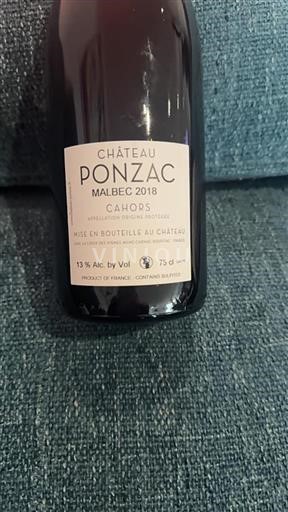 CHÂTEAU
PONZAC
MALBEC 2018
CAHORS
APPELLATION ORIGINE PROTÉGÉE
MISE EN BOUTEILLE AU CHÂTEAU
13 % Alc. by Vol 75 cl
PRODUCT OF FRANCE - CONTAINS SULFITES